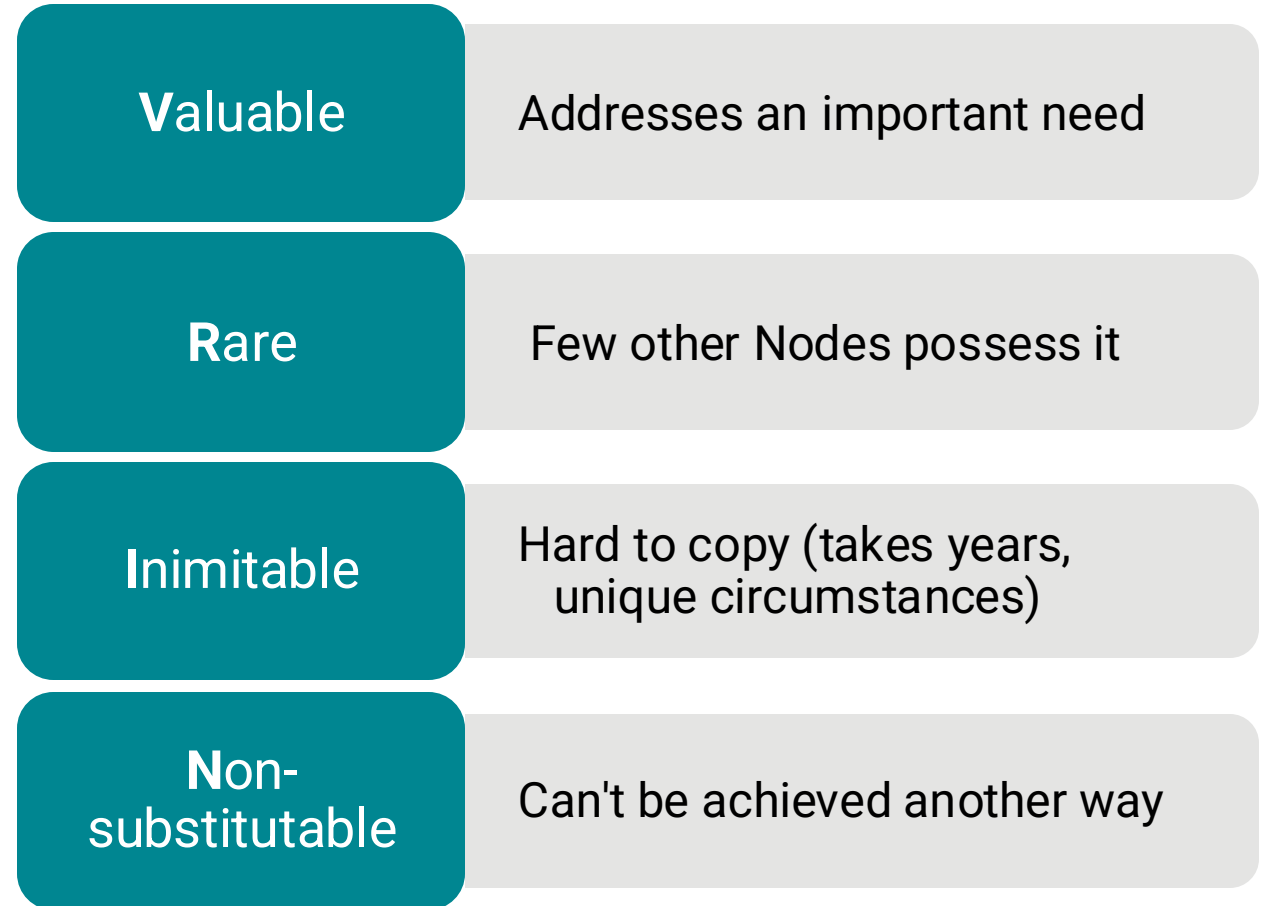 Valuable
Addresses an important need
Rare
Few other Nodes possess it
Inimitable
Hard to copy (takes years,
unique circumstances)
Non-
substitutable
Can't be achieved another way